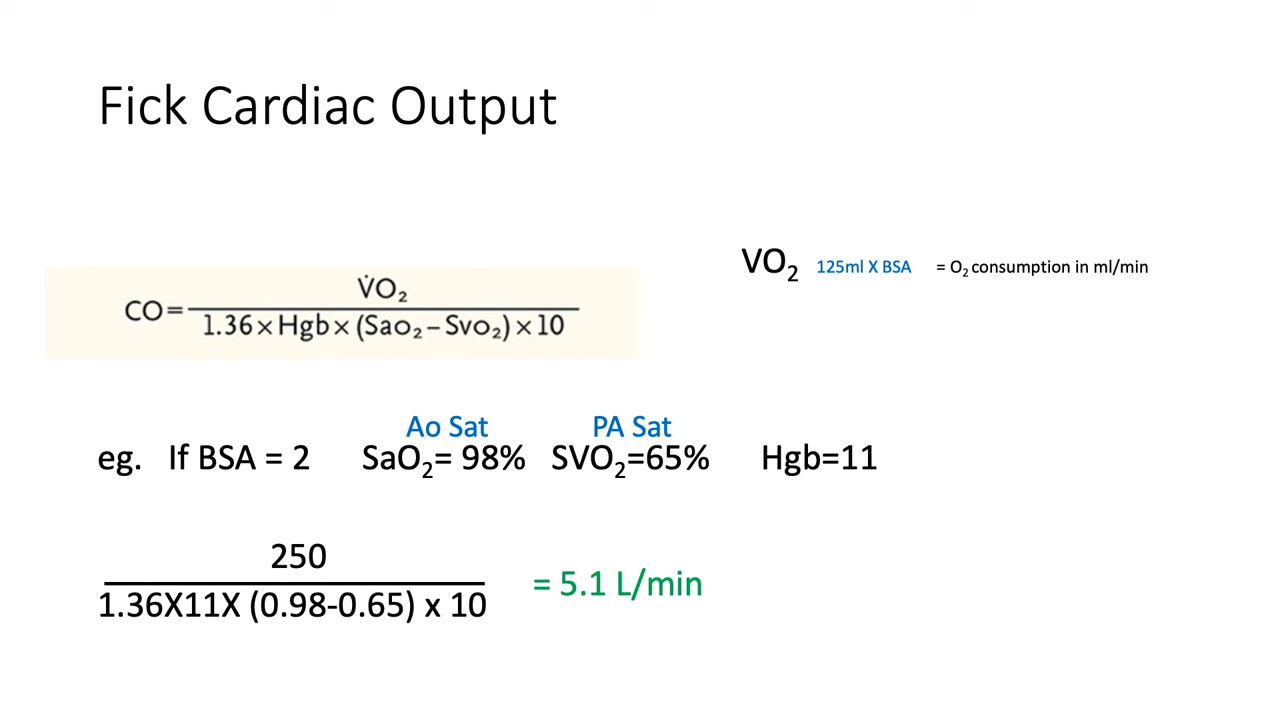 Fick Cardiac Output
VO₂ 125ml X BSA = O₂ consumption in ml/min
CO= V̇O₂
1.36×Hgb×(Sao₂−Svo₂)×10
Ao Sat PA Sat
eg. If BSA = 2 SaO₂= 98% SVO₂=65% Hgb=11
250
1.36X11X (0.98-0.65) x 10
= 5.1 L/min